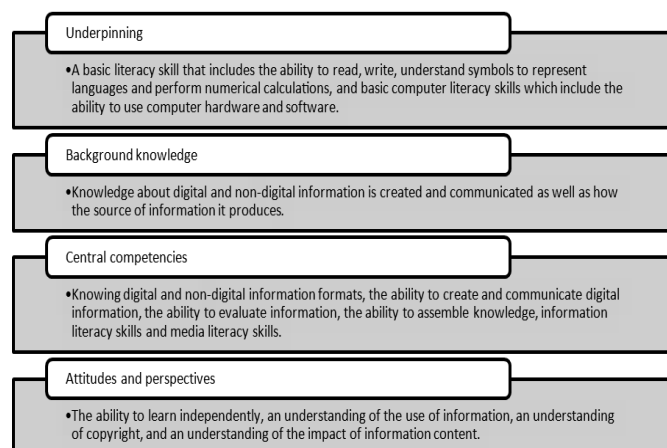 Underpinning
•A basic literacy skill that includes the ability to read, write, understand symbols to represent
languages and perform numerical calculations, and basic computer literacy skills which include the
ability to use computer hardware and software.
Background knowledge
•Knowledge about digital and non-digital information is created and communicated as well as how
the source of information it produces.
Central competencies
•Knowing digital and non-digital information formats, the ability to create and communicate digital
information, the ability to evaluate information, the ability to assemble knowledge, information
literacy skills and media literacy skills.
Attitudes and perspectives
•The ability to learn independently, an understanding of the use of information, an understanding
of copyright, and an understanding of the impact of information content.